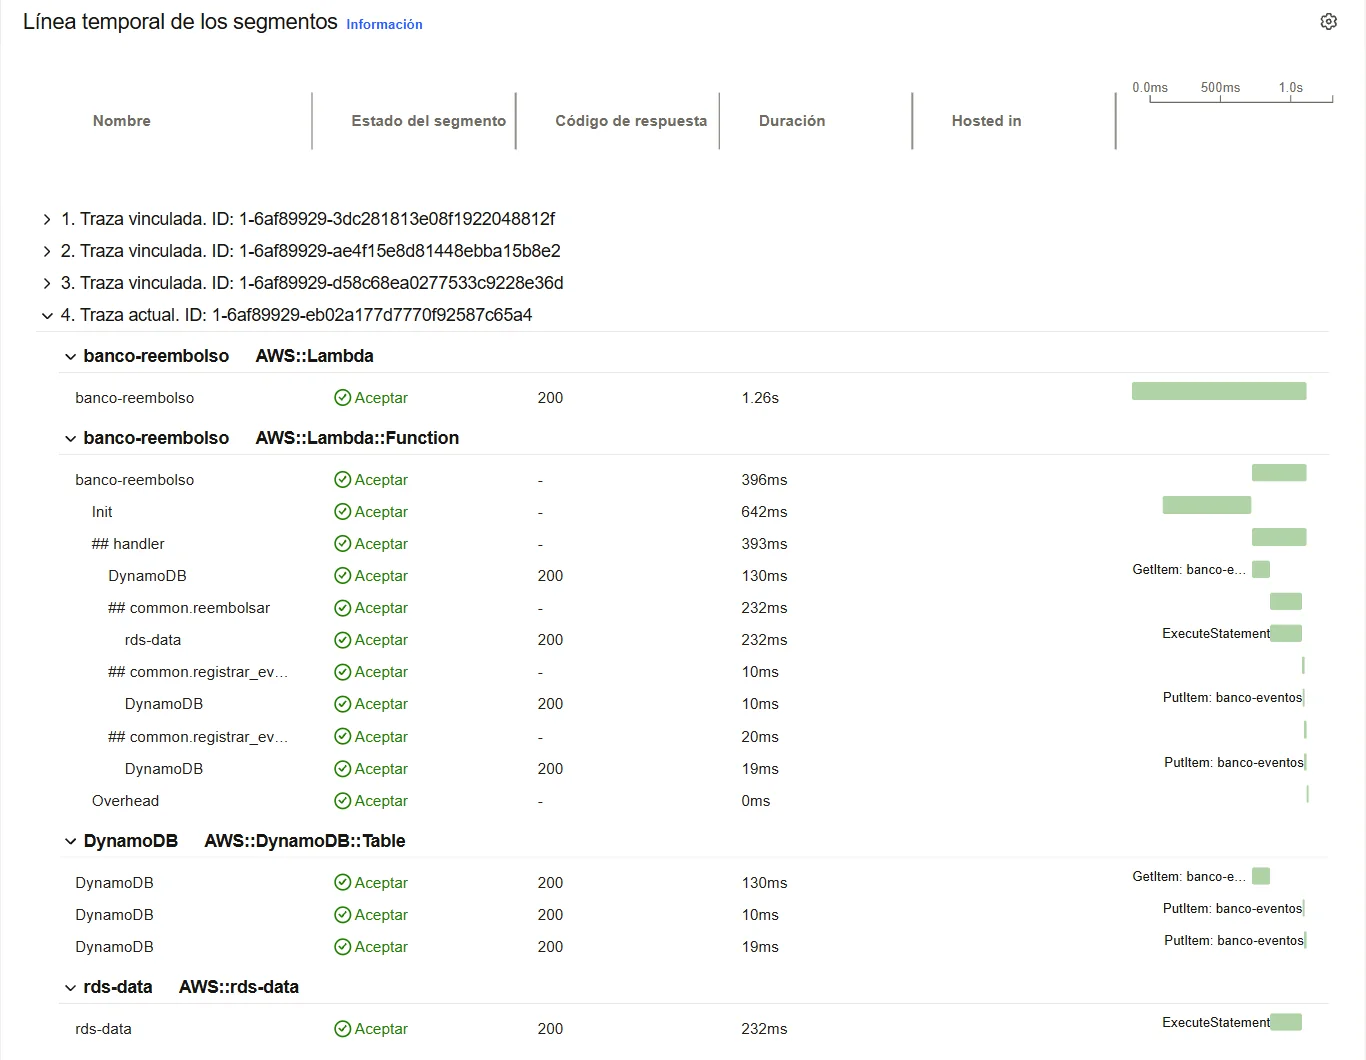 Línea temporal de los segmentos Información
0.0ms 500ms 1.0s
Nombre Estado del segmento Código de respuesta Duración Hosted in
1. Traza vinculada. ID: 1-6af89929-3dc281813e08f1922048812f
2. Traza vinculada. ID: 1-6af89929-ae4f15e8d81448ebba15b8e2
3. Traza vinculada. ID: 1-6af89929-d58c68ea0277533c9228e36d
4. Traza actual. ID: 1-6af89929-eb02a177d7770f92587c65a4
banco-reembolso AWS::Lambda
banco-reembolso Aceptar 200 1.26s
banco-reembolso AWS::Lambda::Function
banco-reembolso Aceptar - 396ms
Init Aceptar - 642ms
## handler Aceptar - 393ms
DynamoDB Aceptar 200 130ms GetItem: banco-e...
## common.reembolsar Aceptar - 232ms
rds-data Aceptar 200 232ms ExecuteStatement
## common.registrar_ev... Aceptar - 10ms
DynamoDB Aceptar 200 10ms PutItem: banco-eventos
## common.registrar_ev... Aceptar - 20ms
DynamoDB Aceptar 200 19ms PutItem: banco-eventos
Overhead Aceptar - 0ms
DynamoDB AWS::DynamoDB::Table
DynamoDB Aceptar 200 130ms GetItem: banco-e...
DynamoDB Aceptar 200 10ms PutItem: banco-eventos
DynamoDB Aceptar 200 19ms PutItem: banco-eventos
rds-data AWS::rds-data
rds-data Aceptar 200 232ms ExecuteStatement